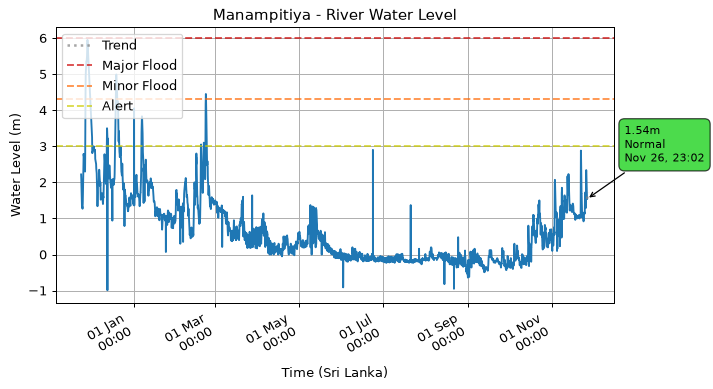 Manampitiya - River Water Level
Trend
Major Flood
Minor Flood
Alert
6
5
4
3
2
1
0
−1
Water Level (m)
1.54m
Normal
Nov 26, 23:02
01 Jan
00:00
01 Mar
00:00
01 May
00:00
01 Jul
00:00
01 Sep
00:00
01 Nov
00:00
Time (Sri Lanka)